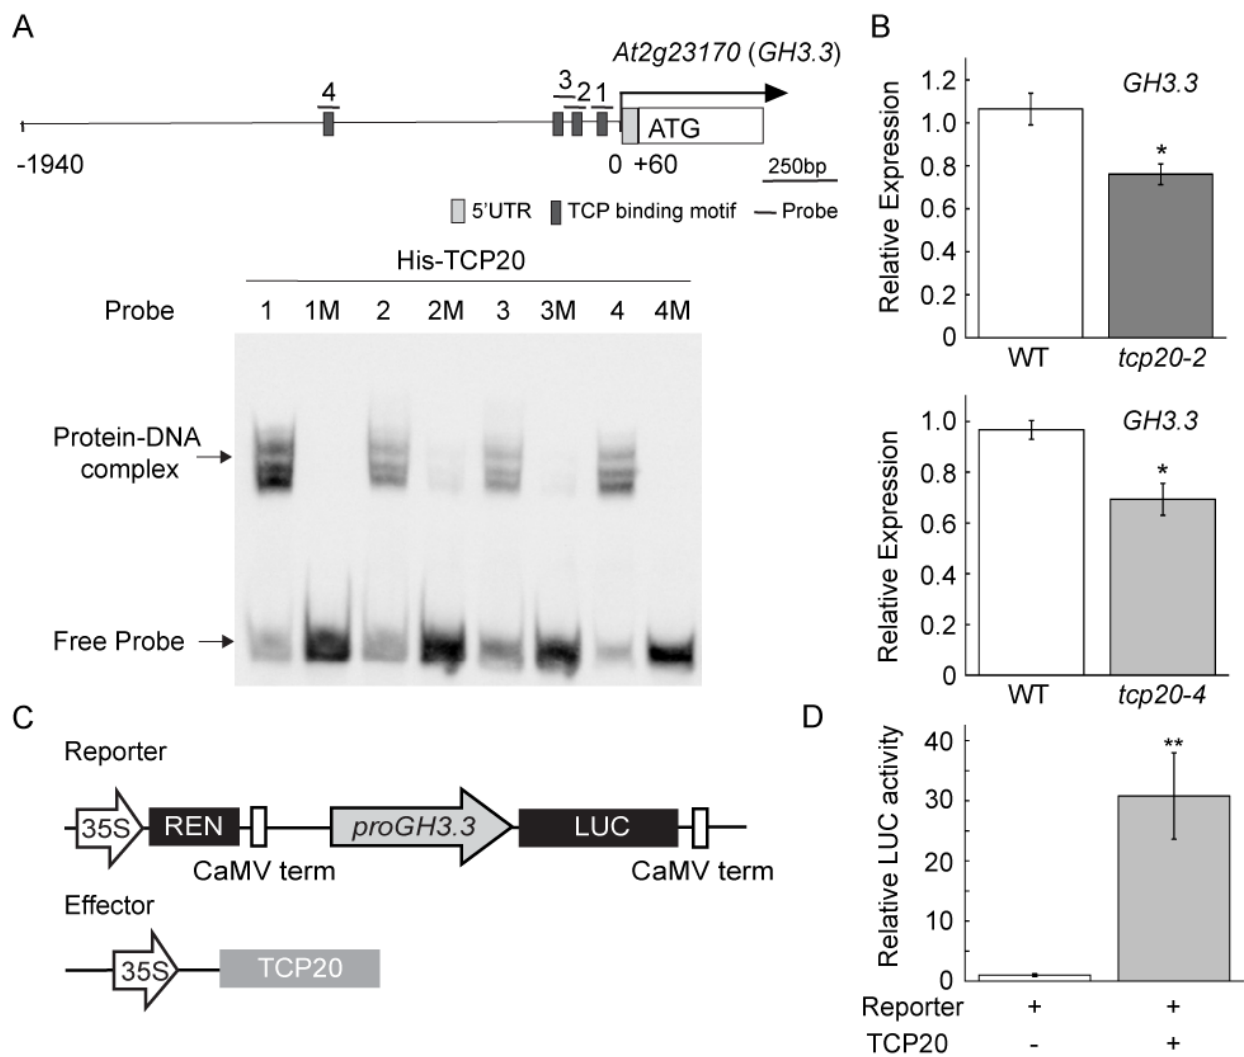 A
At2g23170 (GH3.3)
4 3 2 1
ATG
-1940 0 +60
250bp
5'UTR TCP binding motif Probe
His-TCP20
Probe 1 1M 2 2M 3 3M 4 4M
Protein-DNA
complex
Free Probe
B
GH3.3
Relative Expression
1.2
1.0
0.8
0.6
0.4
0.2
0
*
WT tcp20-2
GH3.3
Relative Expression
1.0
0.8
0.6
0.4
0.2
0
*
WT tcp20-4
C
Reporter
35S REN proGH3.3 LUC
CaMV term CaMV term
Effector
35S TCP20
D
Relative LUC activity
40
30
20
10
0
**
Reporter + +
TCP20 - +